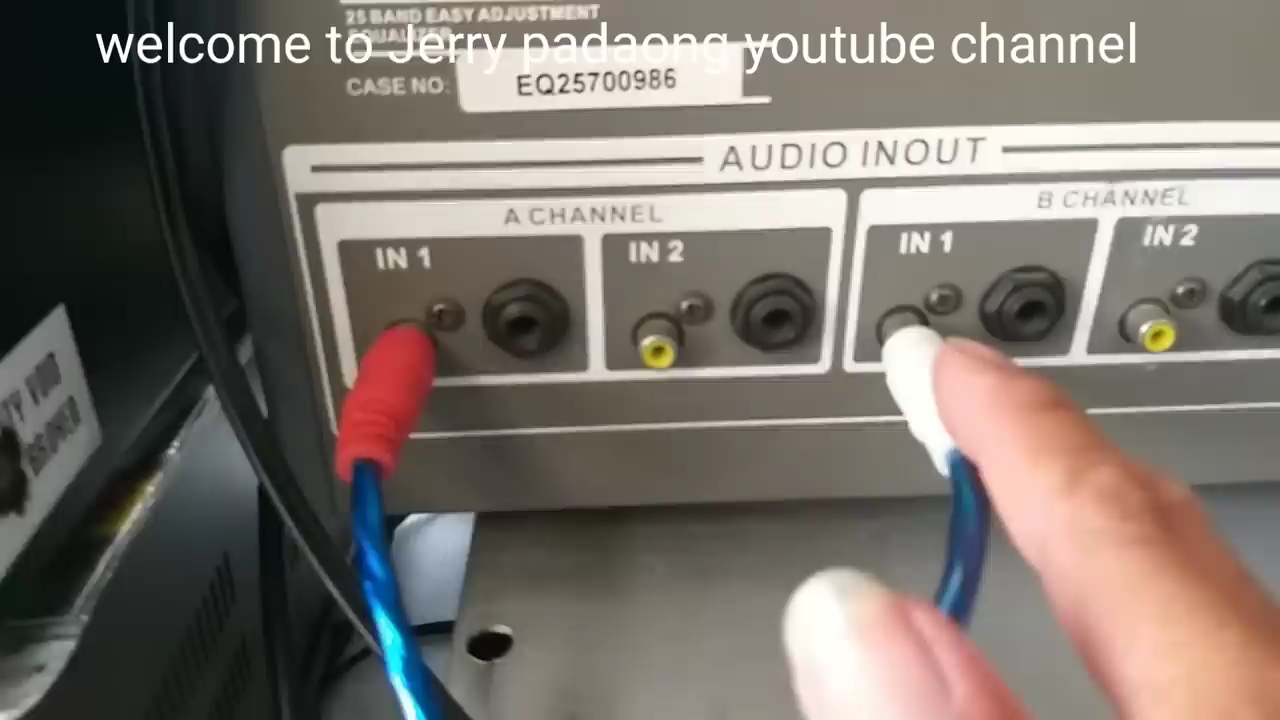 25 BAND EASY ADJUSTMENT
EQUALIZER
welcome to Jerry padaong youtube channel
CASE NO: EQ25700986
AUDIO INOUT
A CHANNEL
B CHANNEL
IN 1
IN 2
IN 1
IN 2